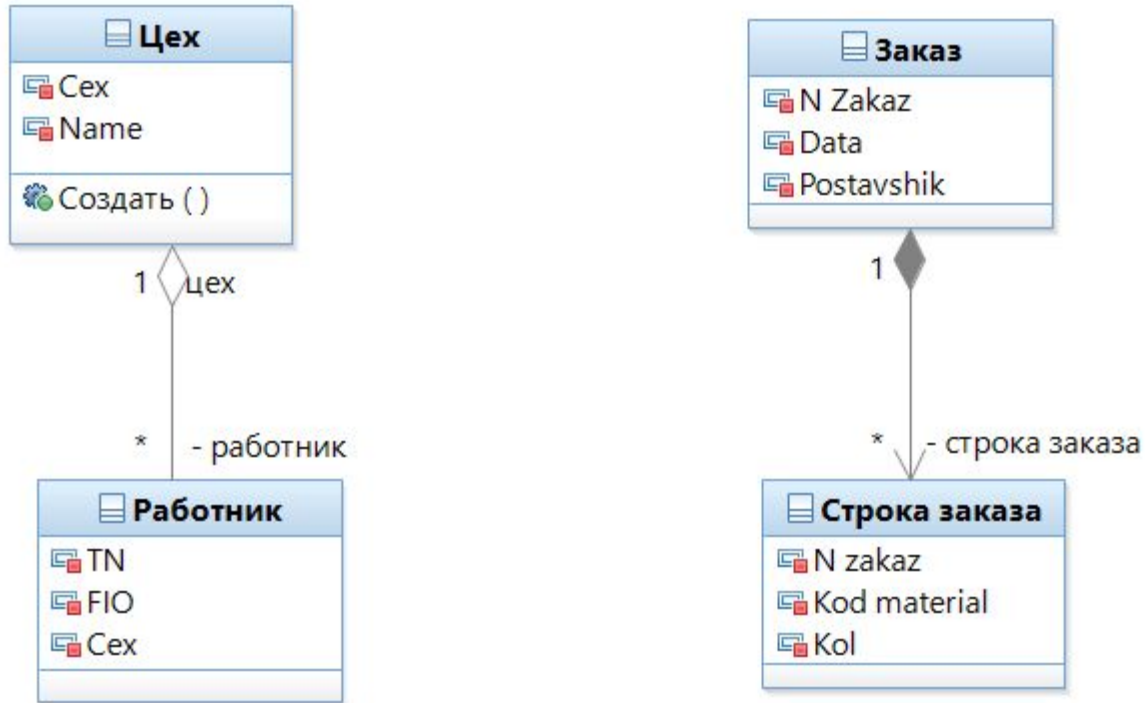 Цех
Cex
Name
Создать ( )
1
цех
*
- работник
Работник
TN
FIO
Cex
Заказ
N Zakaz
Data
Postavshik
1
*
- строка заказа
Строка заказа
N zakaz
Kod material
Kol